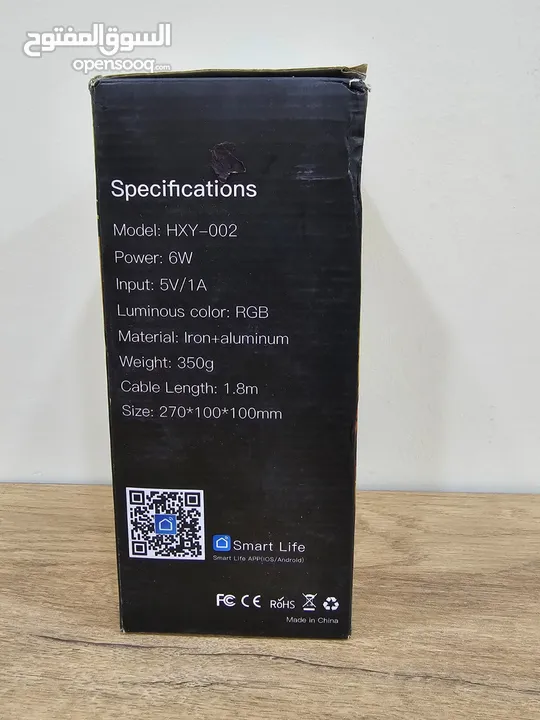 السوق المفتوح
opensooq.com
Specifications
Model: HXY-002
Power: 6W
Input: 5V/1A
Luminous color: RGB
Material: Iron+aluminum
Weight: 350g
Cable Length: 1.8m
Size: 270*100*100mm
Smart Life
Smart Life APP(iOS/Android)
FC CE RoHS
Made in China